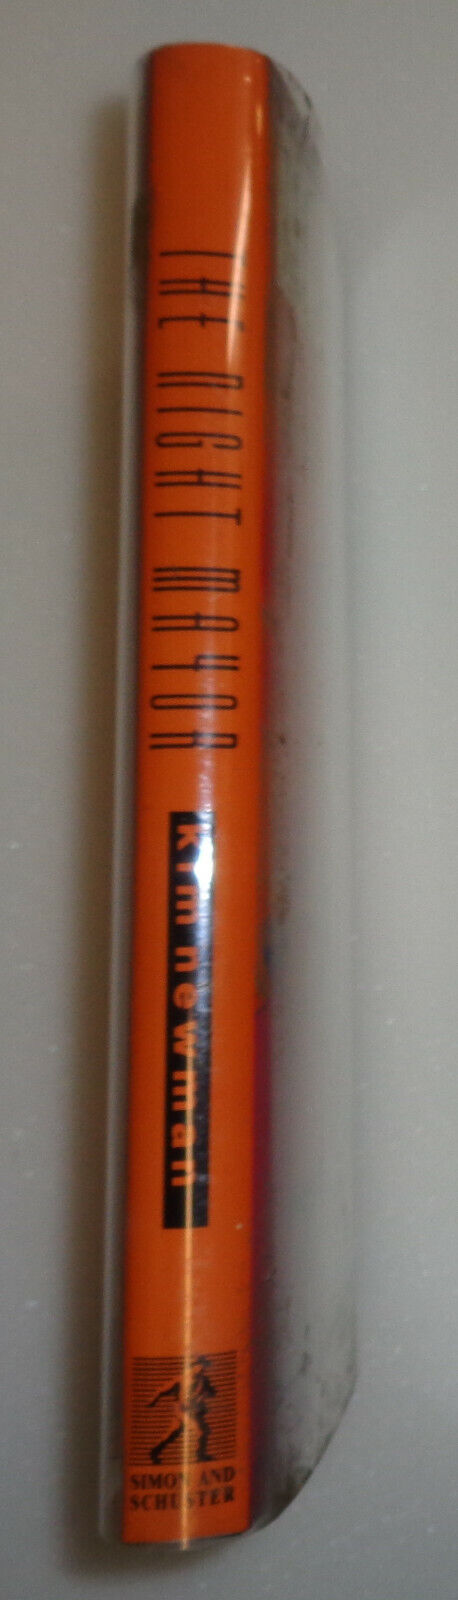 THE NIGHT MAYOR
kim newman
SIMON AND
SCHUSTER